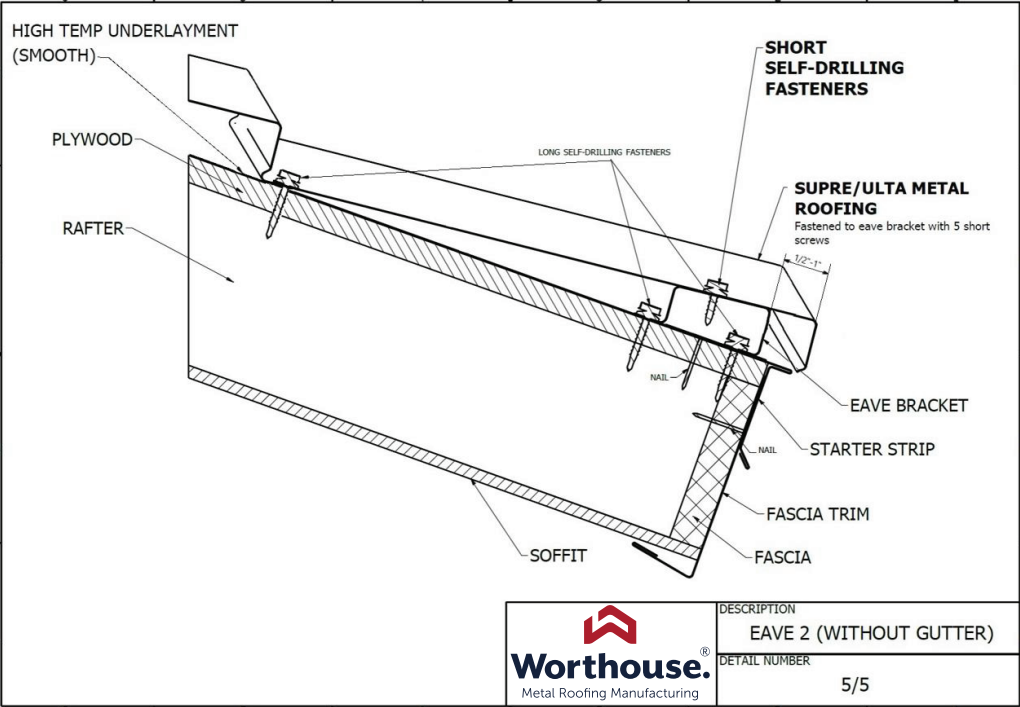 HIGH TEMP UNDERLAYMENT
(SMOOTH)
SHORT
SELF-DRILLING
FASTENERS
PLYWOOD
LONG SELF-DRILLING FASTENERS
SUPRE/ULTA METAL
ROOFING
Fastened to eave bracket with 5 short
screws
RAFTER
1/2"-1"
NAIL
EAVE BRACKET
NAIL
STARTER STRIP
FASCIA TRIM
SOFFIT
FASCIA
Worthouse.®
Metal Roofing Manufacturing
DESCRIPTION
EAVE 2 (WITHOUT GUTTER)
DETAIL NUMBER
5/5